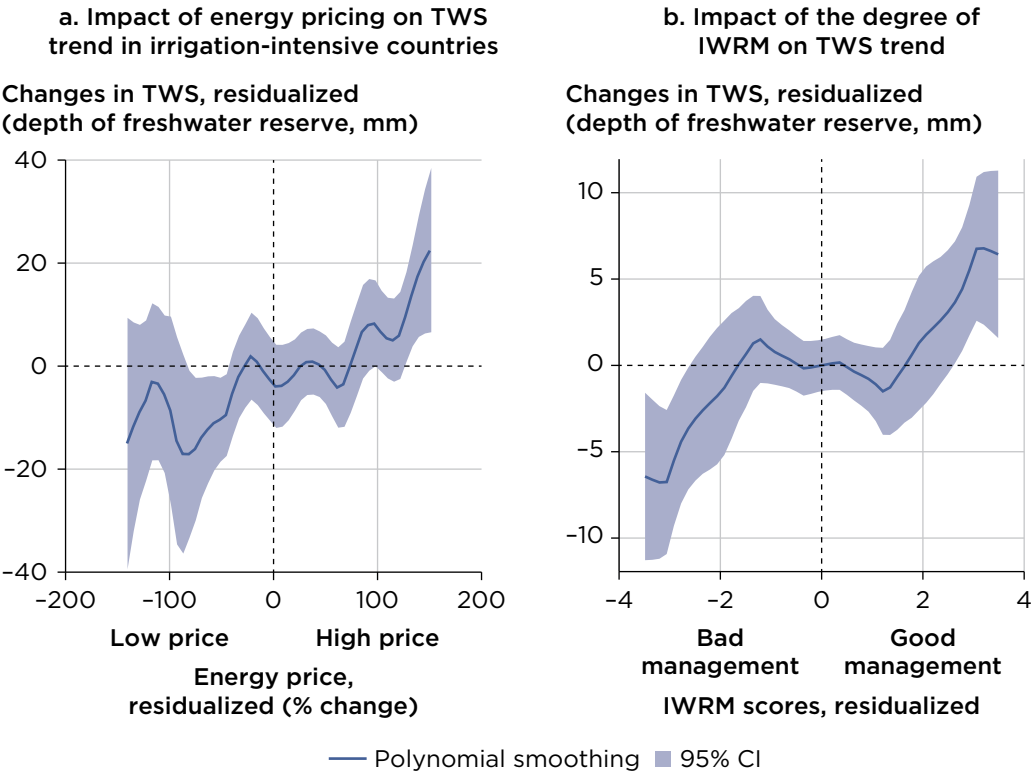 a. Impact of energy pricing on TWS
trend in irrigation-intensive countries
Changes in TWS, residualized
(depth of freshwater reserve, mm)
40
20
0
−20
−40
−200 −100 0 100 200
Low price High price
Energy price,
residualized (% change)
b. Impact of the degree of
IWRM on TWS trend
Changes in TWS, residualized
(depth of freshwater reserve, mm)
10
5
0
−5
−10
−4 −2 0 2 4
Bad Good
management management
IWRM scores, residualized
Polynomial smoothing 95% CI